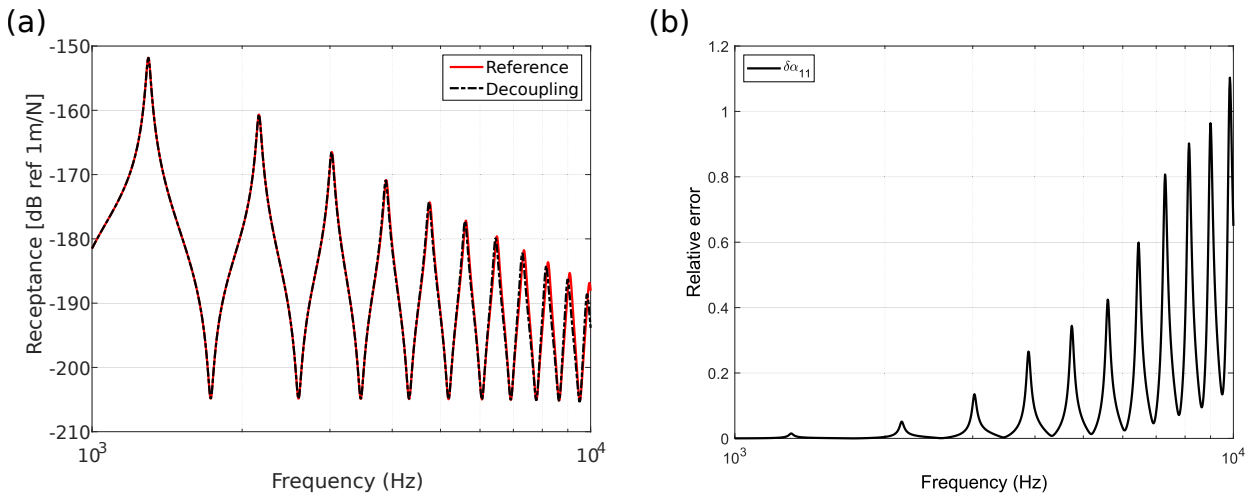 (a)
Receptance [dB ref 1m/N]
-150
-160
-170
-180
-190
-200
-210
Reference
Decoupling
10³
10⁴
Frequency (Hz)
(b)
Relative error
1.2
1
0.8
0.6
0.4
0.2
0
δα₁₁
10³
10⁴
Frequency (Hz)